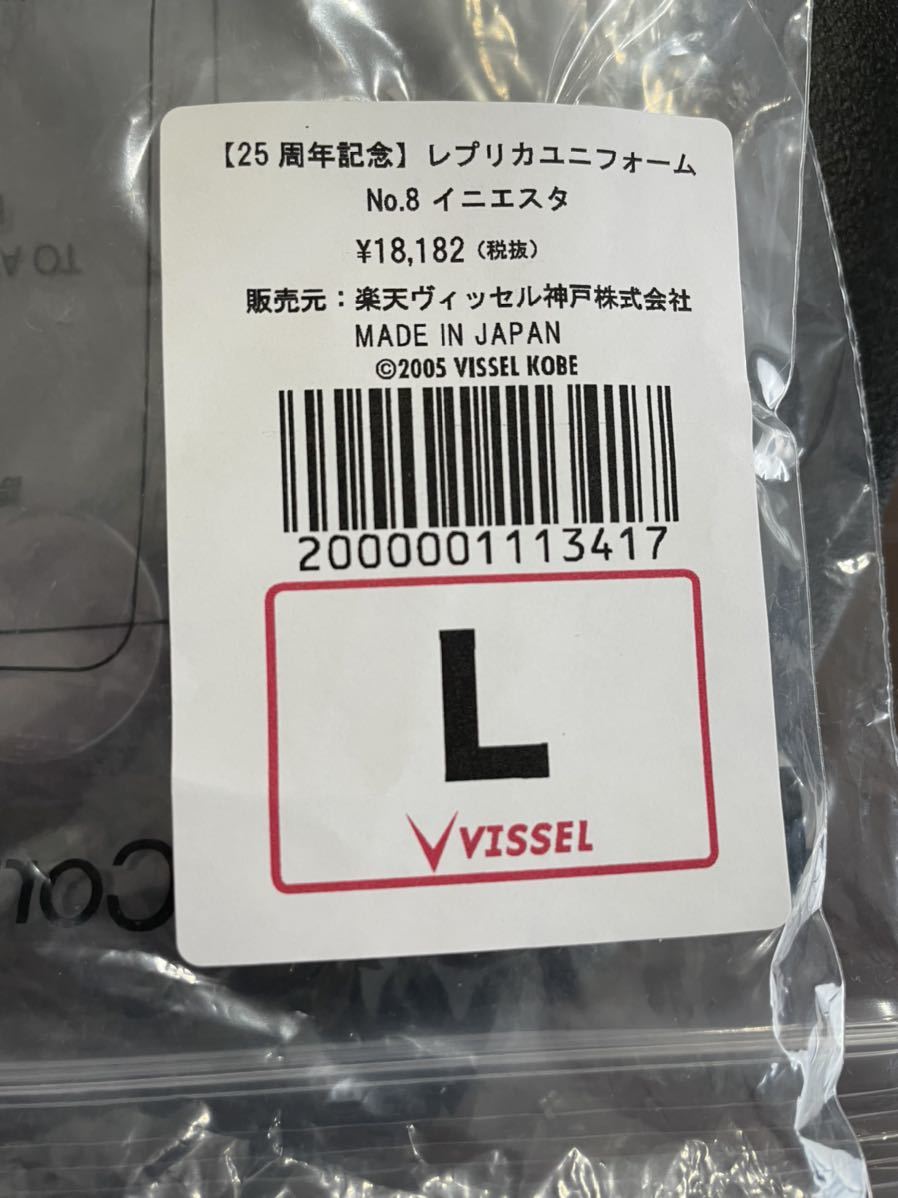 【25 周年記念】レプリカユニフォーム
No.8 イニエスタ
¥18,182（税抜）
販売元：楽天ヴィッセル神戸株式会社
MADE IN JAPAN
©2005 VISSEL KOBE
2000001113417
L
VISSEL
TO A